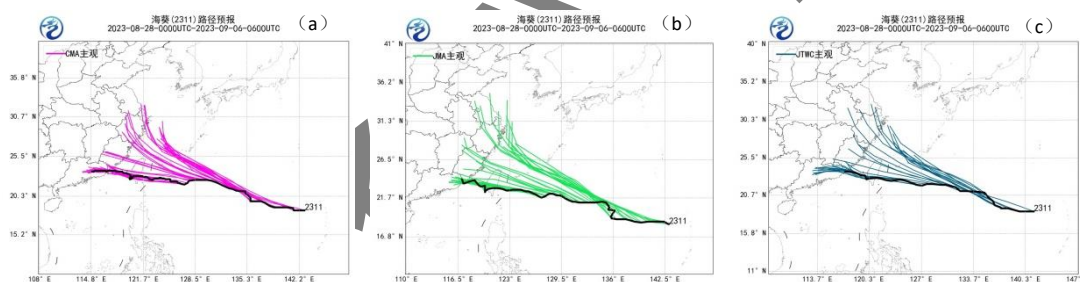 海葵(2311)路径预报
2023-08-28-0000UTC-2023-09-06-0600UTC
(a)
CMA主观
35.8° N
30.7° N
25.5° N
20.3° N
15.2° N
2311
108° E 114.8° E 121.7° E 128.5° E 135.3° E 142.2° E
海葵(2311)路径预报
2023-08-28-0000UTC-2023-09-06-0600UTC
(b)
JMA主观
41° N
36.2° N
31.3° N
26.5° N
21.7° N
16.8° N
2311
110° E 116.5° E 123° E 129.5° E 136° E 142.5° E
海葵(2311)路径预报
2023-08-28-0000UTC-2023-09-06-0600UTC
(c)
JTWC主观
40° N
35.2° N
30.3° N
25.5° N
20.7° N
15.8° N
11° N
2311
113.7° E 120.3° E 127° E 133.7° E 140.3° E 147°